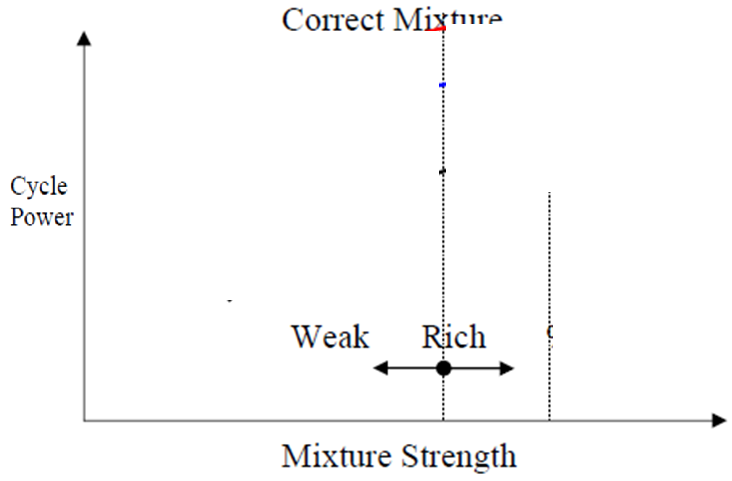 Correct Mixture
Cycle
Power
Weak Rich
Mixture Strength